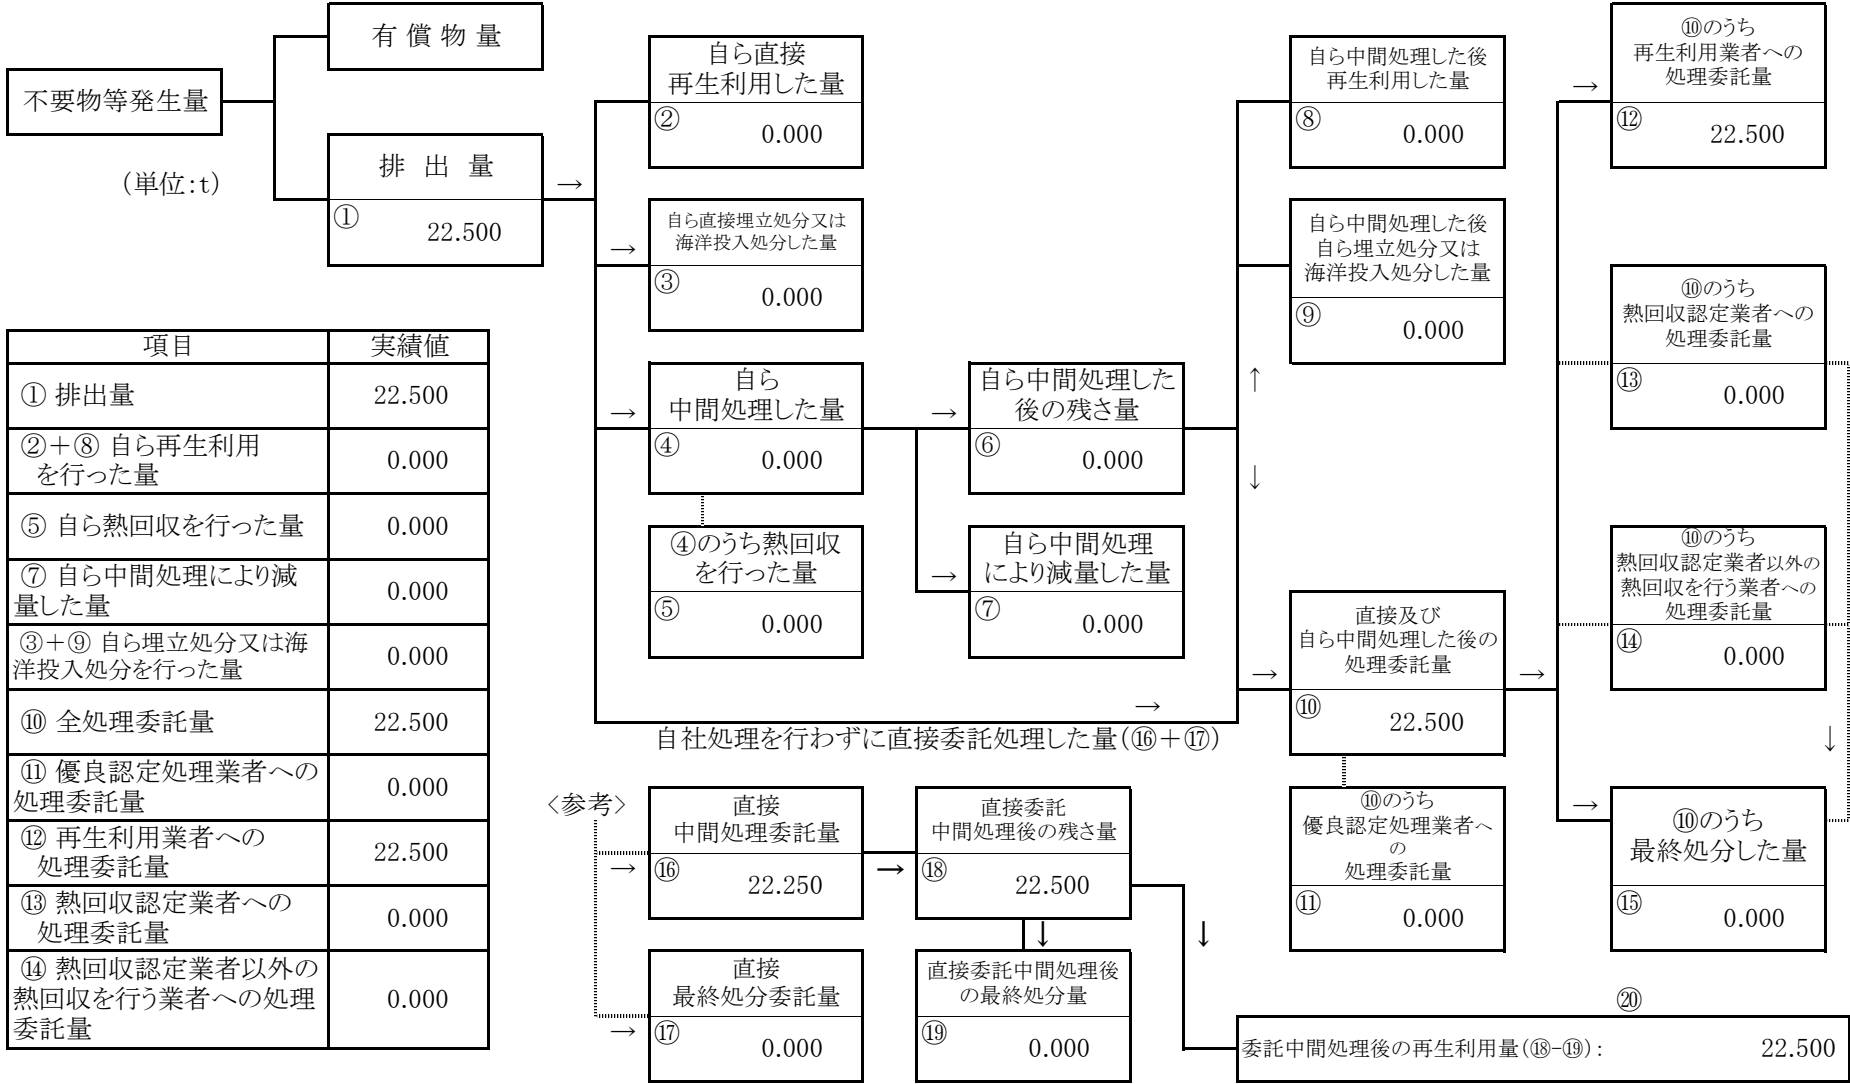 有 償 物 量
不要物等発生量
(単位:t)
排 出 量
①
22.500
→
自ら直接
再生利用した量
②
0.000
→
自ら直接埋立処分又は
海洋投入処分した量
③
0.000
→
自ら
中間処理した量
④
0.000
④のうち熱回収
を行った量
⑤
0.000
→
自ら中間処理した
後の残さ量
⑥
0.000
→
自ら中間処理
により減量した量
⑦
0.000
↑
↓
自ら中間処理した後
再生利用した量
⑧
0.000
自ら中間処理した後
自ら埋立処分又は
海洋投入処分した量
⑨
0.000
→
自社処理を行わずに直接委託処理した量(⑯+⑰)
→
直接及び
自ら中間処理した後の
処理委託量
⑩
22.500
→
⑩のうち
優良認定処理業者へ
の
処理委託量
⑪
0.000
→
⑩のうち
再生利用業者への
処理委託量
⑫
22.500
⑩のうち
熱回収認定業者への
処理委託量
⑬
0.000
⑩のうち
熱回収認定業者以外の
熱回収を行う業者への
処理委託量
⑭
0.000
↓
→
⑩のうち
最終処分した量
⑮
0.000
項目 実績値
① 排出量 22.500
②+⑧ 自ら再生利用
を行った量
0.000
⑤ 自ら熱回収を行った量 0.000
⑦ 自ら中間処理により減
量した量
0.000
③+⑨ 自ら埋立処分又は海
洋投入処分を行った量
0.000
⑩ 全処理委託量 22.500
⑪ 優良認定処理業者への
処理委託量
0.000
⑫ 再生利用業者への
処理委託量
22.500
⑬ 熱回収認定業者への
処理委託量
0.000
⑭ 熱回収認定業者以外の
熱回収を行う業者への処理
委託量
0.000
<参考>
→
直接
中間処理委託量
⑯
22.250
→
直接委託
中間処理後の残さ量
⑱
22.500
↓
↓
→
直接
最終処分委託量
⑰
0.000
直接委託中間処理後
の最終処分量
⑲
0.000
⑳
委託中間処理後の再生利用量(⑱-⑲): 22.500